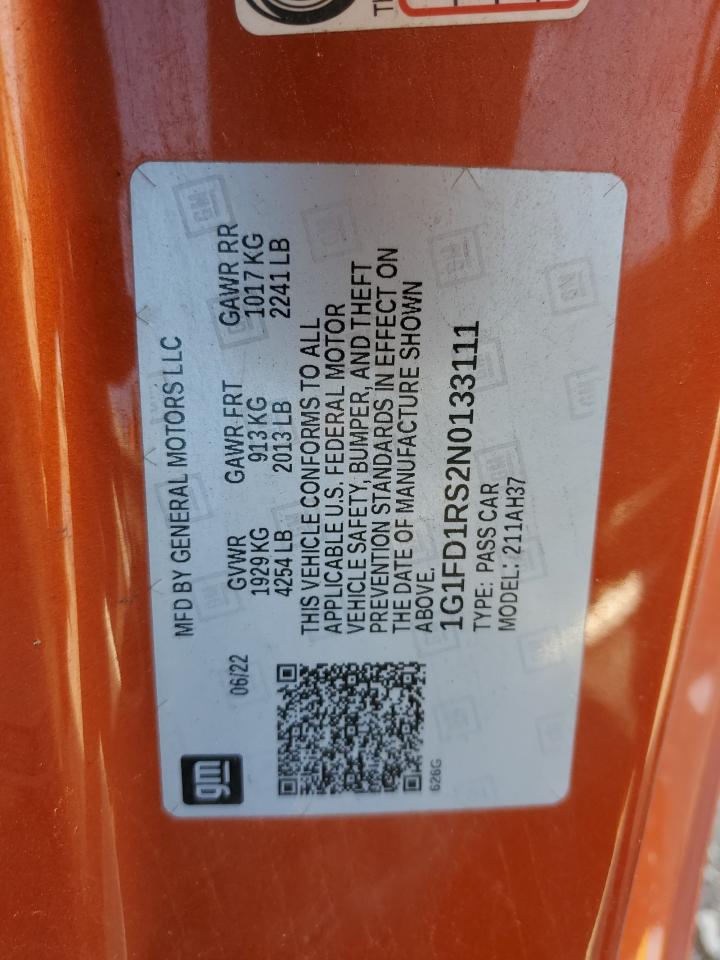 gm
MFD BY GENERAL MOTORS LLC
06/22
GVWR GAWR FRT GAWR RR
1929 KG 913 KG 1017 KG
4254 LB 2013 LB 2241 LB
THIS VEHICLE CONFORMS TO ALL
APPLICABLE U.S. FEDERAL MOTOR
VEHICLE SAFETY, BUMPER, AND THEFT
PREVENTION STANDARDS IN EFFECT ON
THE DATE OF MANUFACTURE SHOWN
ABOVE.
1G1FD1RS2N0133111
TYPE: PASS CAR
MODEL: 211AH37
626G